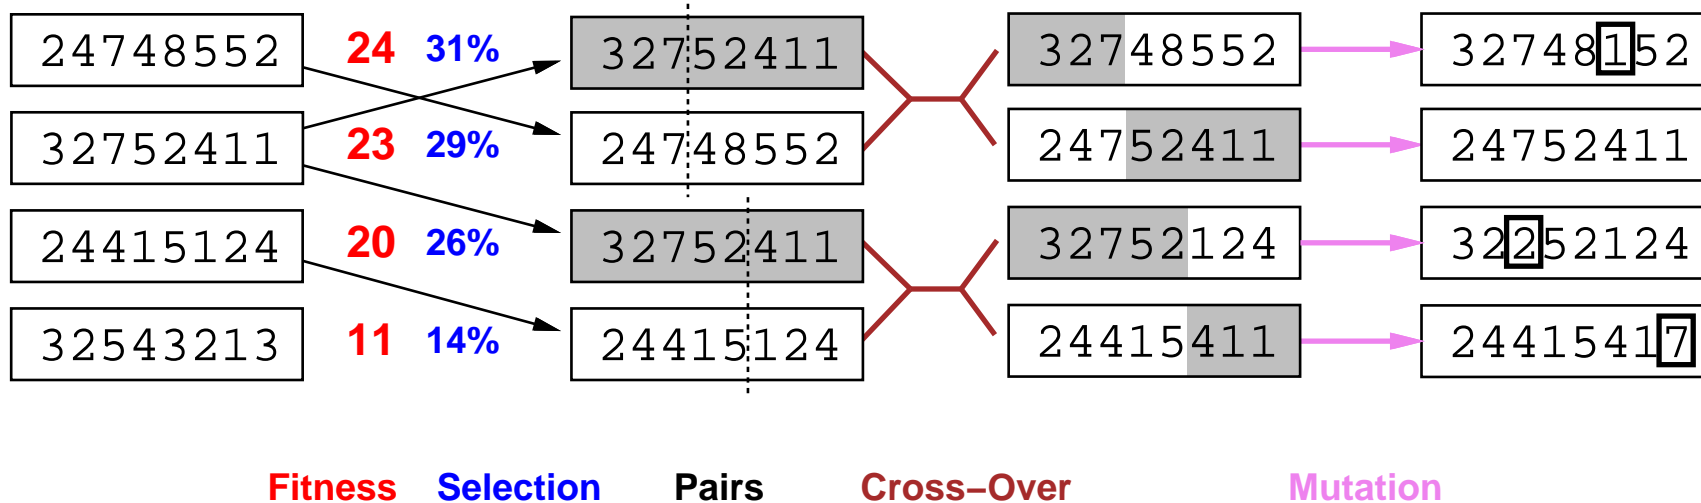 24748552 24 31% 32752411 32748552 32748152
32752411 23 29% 24748552 24752411 24752411
24415124 20 26% 32752411 32752124 32252124
32543213 11 14% 24415124 24415411 24415417
Fitness Selection Pairs Cross–Over Mutation